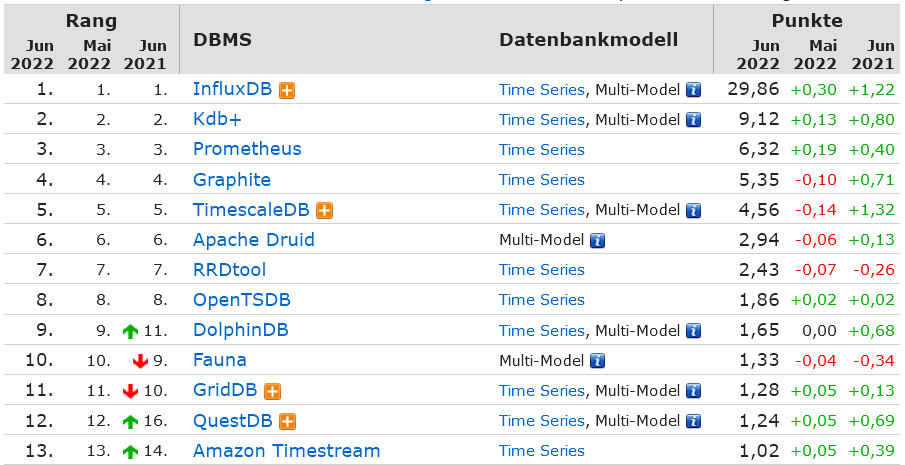 Rang Punkte
Jun Mai Jun DBMS Datenbankmodell Jun Mai Jun
2022 2022 2021 2022 2022 2021
1. 1. 1. InfluxDB Time Series, Multi-Model 29,86 +0,30 +1,22
2. 2. 2. Kdb+ Time Series, Multi-Model 9,12 +0,13 +0,80
3. 3. 3. Prometheus Time Series 6,32 +0,19 +0,40
4. 4. 4. Graphite Time Series 5,35 -0,10 +0,71
5. 5. 5. TimescaleDB Time Series, Multi-Model 4,56 -0,14 +1,32
6. 6. 6. Apache Druid Multi-Model 2,94 -0,06 +0,13
7. 7. 7. RRDtool Time Series 2,43 -0,07 -0,26
8. 8. 8. OpenTSDB Time Series 1,86 +0,02 +0,02
9. 9. 11. DolphinDB Time Series, Multi-Model 1,65 0,00 +0,68
10. 10. 9. Fauna Multi-Model 1,33 -0,04 -0,34
11. 11. 10. GridDB Time Series, Multi-Model 1,28 +0,05 +0,13
12. 12. 16. QuestDB Time Series, Multi-Model 1,24 +0,05 +0,69
13. 13. 14. Amazon Timestream Time Series 1,02 +0,05 +0,39